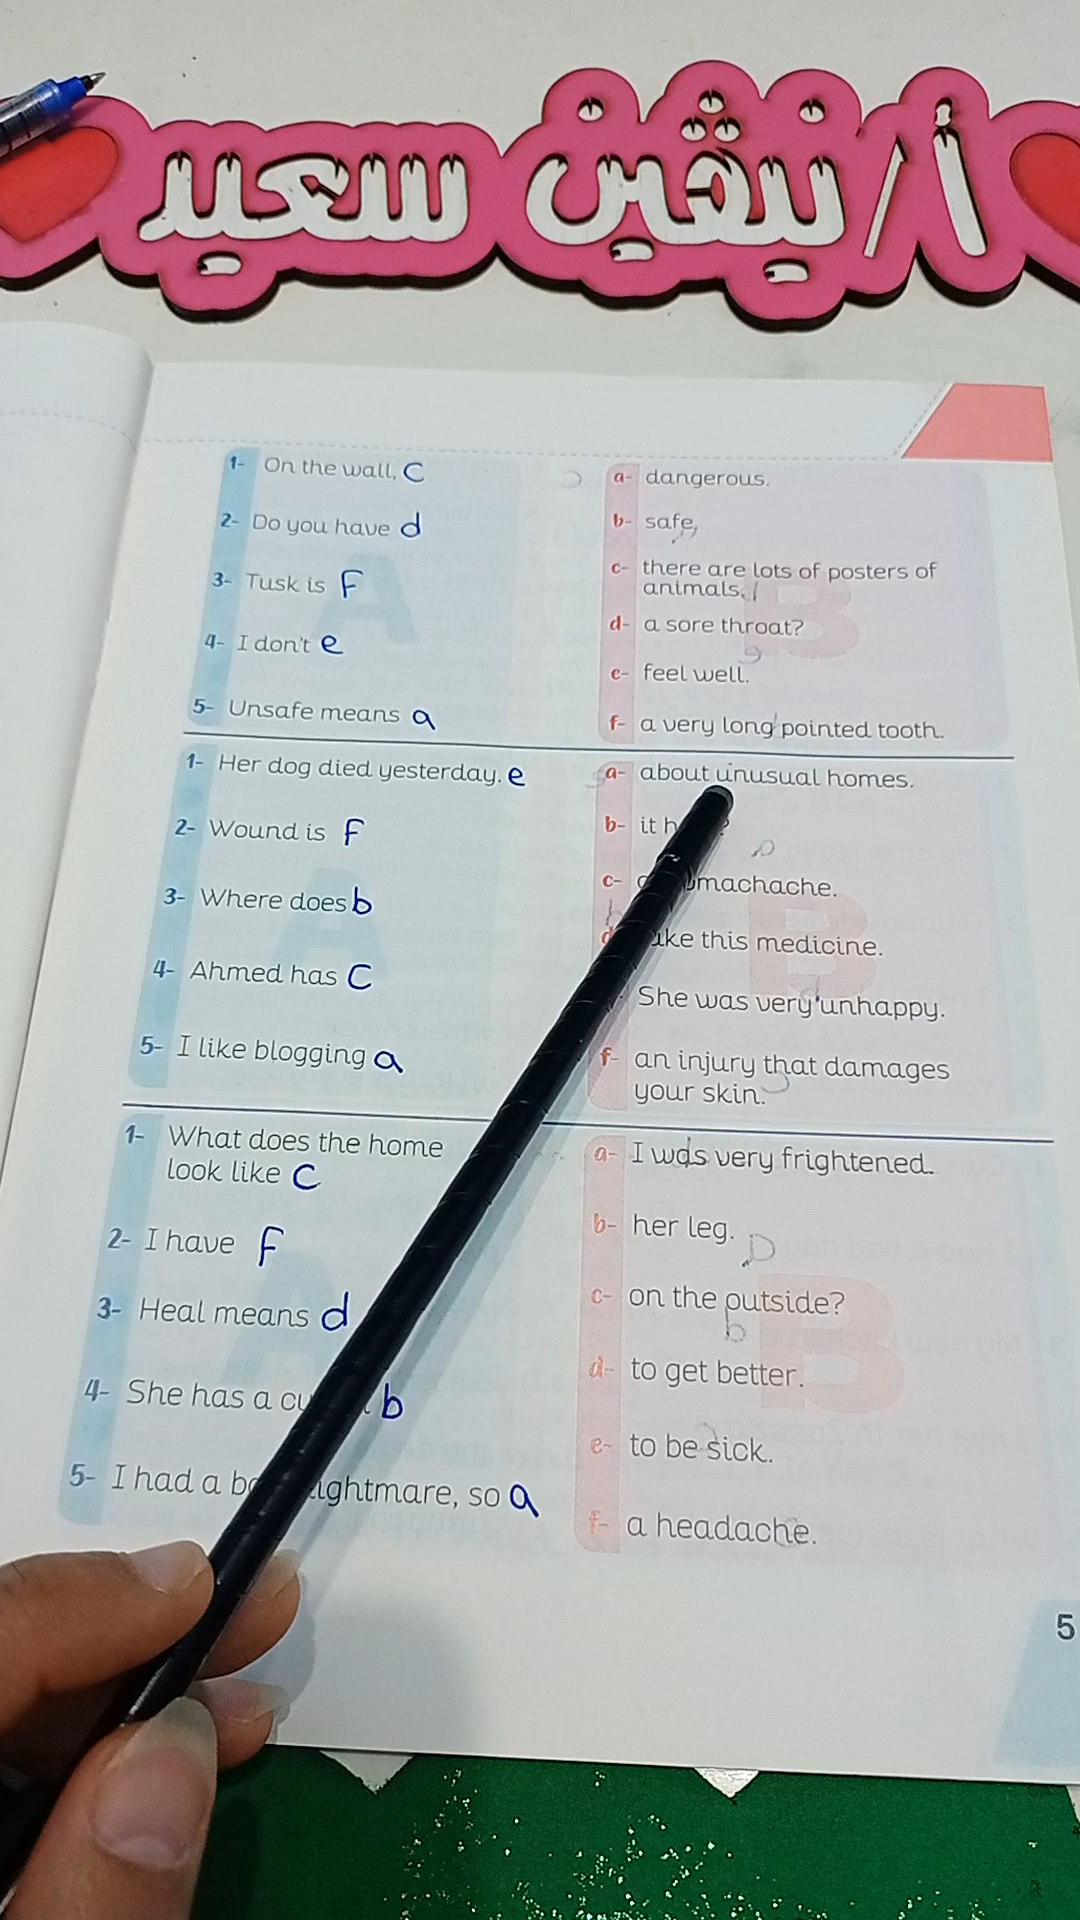 أ/ نيفين سعيد
1- On the wall, C
2- Do you have d
3- Tusk is F
4- I don't e
5- Unsafe means a
a- dangerous.
b- safe,
c- there are lots of posters of
animals.
d- a sore throat?
e- feel well.
f- a very long pointed tooth.
1- Her dog died yesterday. e
2- Wound is F
3- Where does b
4- Ahmed has C
5- I like blogging a
a- about unusual homes.
b- it
c- machache.
d this medicine.
She was very unhappy.
f- an injury that damages
your skin.
1- What does the home
look like C
2- I have F
3- Heal means d
4- She has a b
5- I had a ightmare, so a
a- I was very frightened.
b- her leg.
c- on the outside?
d- to get better.
e- to be sick.
f- a headache.
A
B
A
B
A
B
5